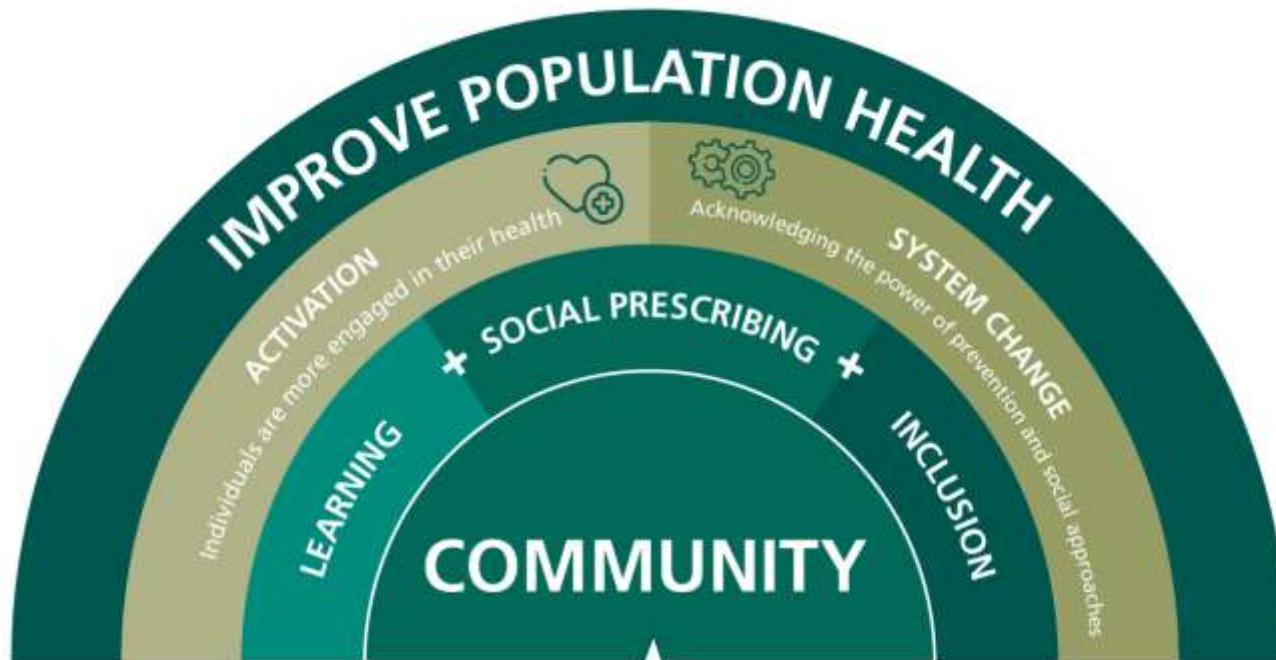 IMPROVE POPULATION HEALTH
ACTIVATION
Individuals are more engaged in their health
SYSTEM CHANGE
Acknowledging the power of prevention and social approaches
LEARNING
+ SOCIAL PRESCRIBING +
INCLUSION
COMMUNITY